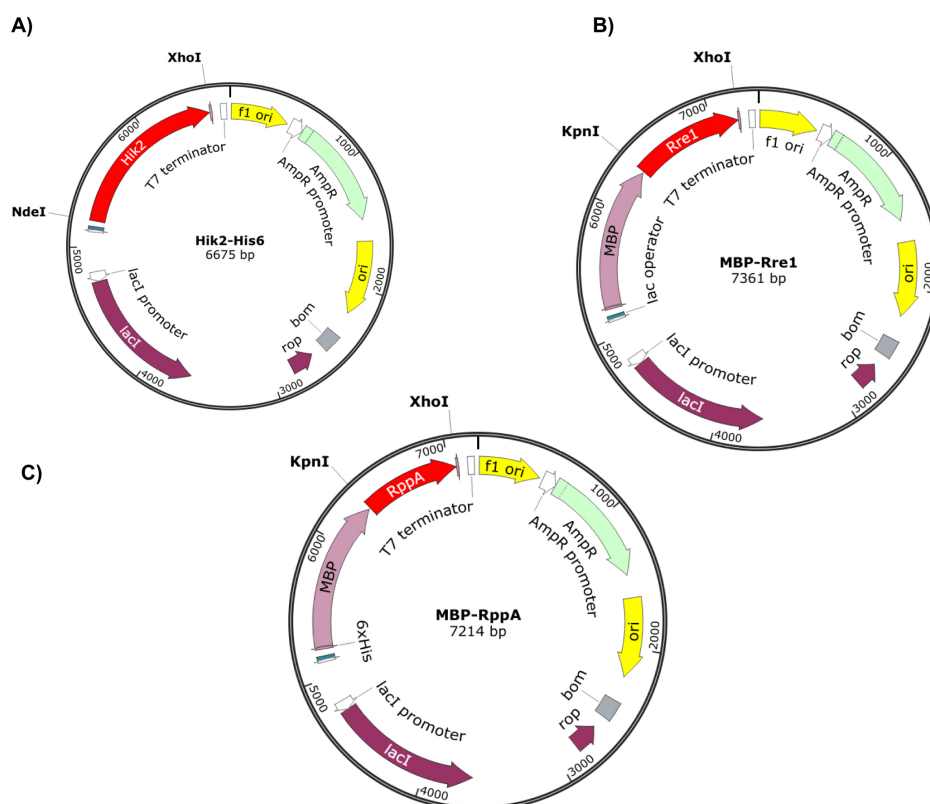 A)
XhoI
NdeI
Hik2
T7 terminator
f1 ori
AmpR promoter
AmpR
ori
bom
rop
lacI
lacI promoter
Hik2-His6
6675 bp
1000
2000
3000
4000
5000
6000
B)
XhoI
KpnI
MBP
Rre1
T7 terminator
f1 ori
AmpR promoter
AmpR
ori
bom
rop
lacI
lacI promoter
lac operator
MBP-Rre1
7361 bp
1000
3000
4000
5000
6000
7000
C)
XhoI
KpnI
MBP
RppA
T7 terminator
f1 ori
AmpR promoter
AmpR
ori
bom
rop
lacI
lacI promoter
6xHis
MBP-RppA
7214 bp
1000
2000
3000
4000
5000
6000
7000